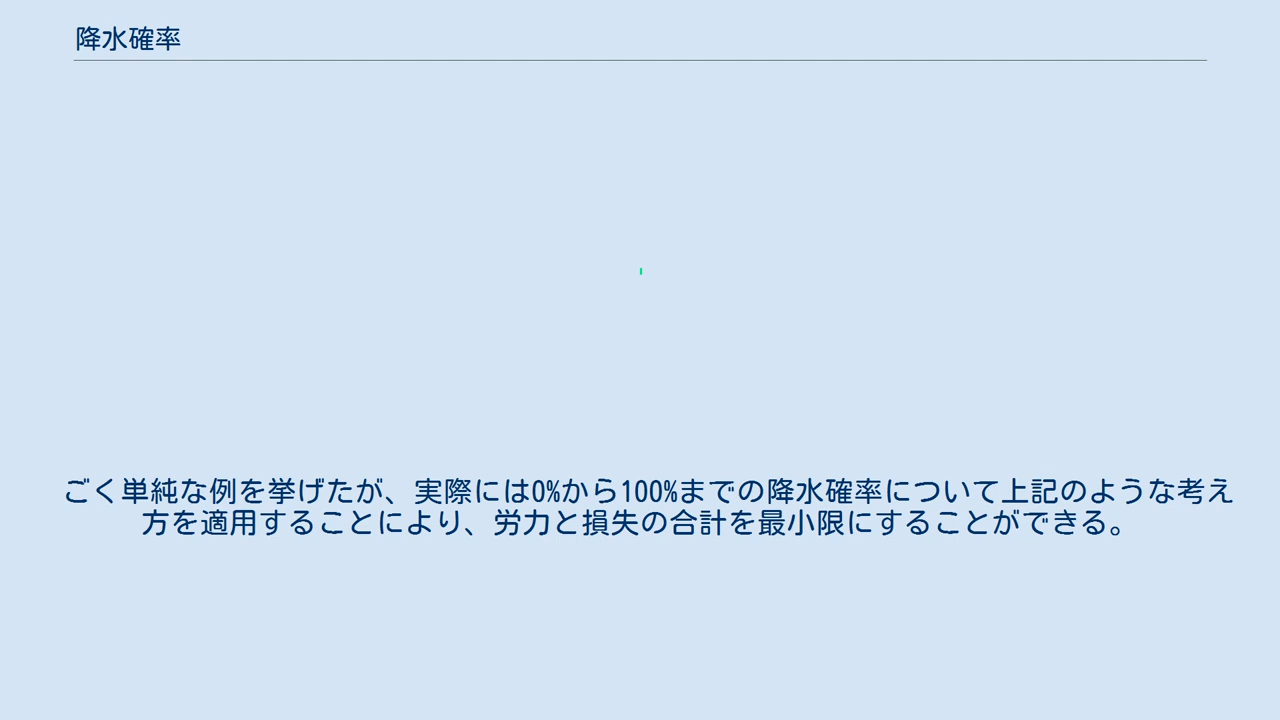 降水確率
ごく単純な例を挙げたが、実際には0%から100%までの降水確率について上記のような考え
方を適用することにより、労力と損失の合計を最小限にすることができる。